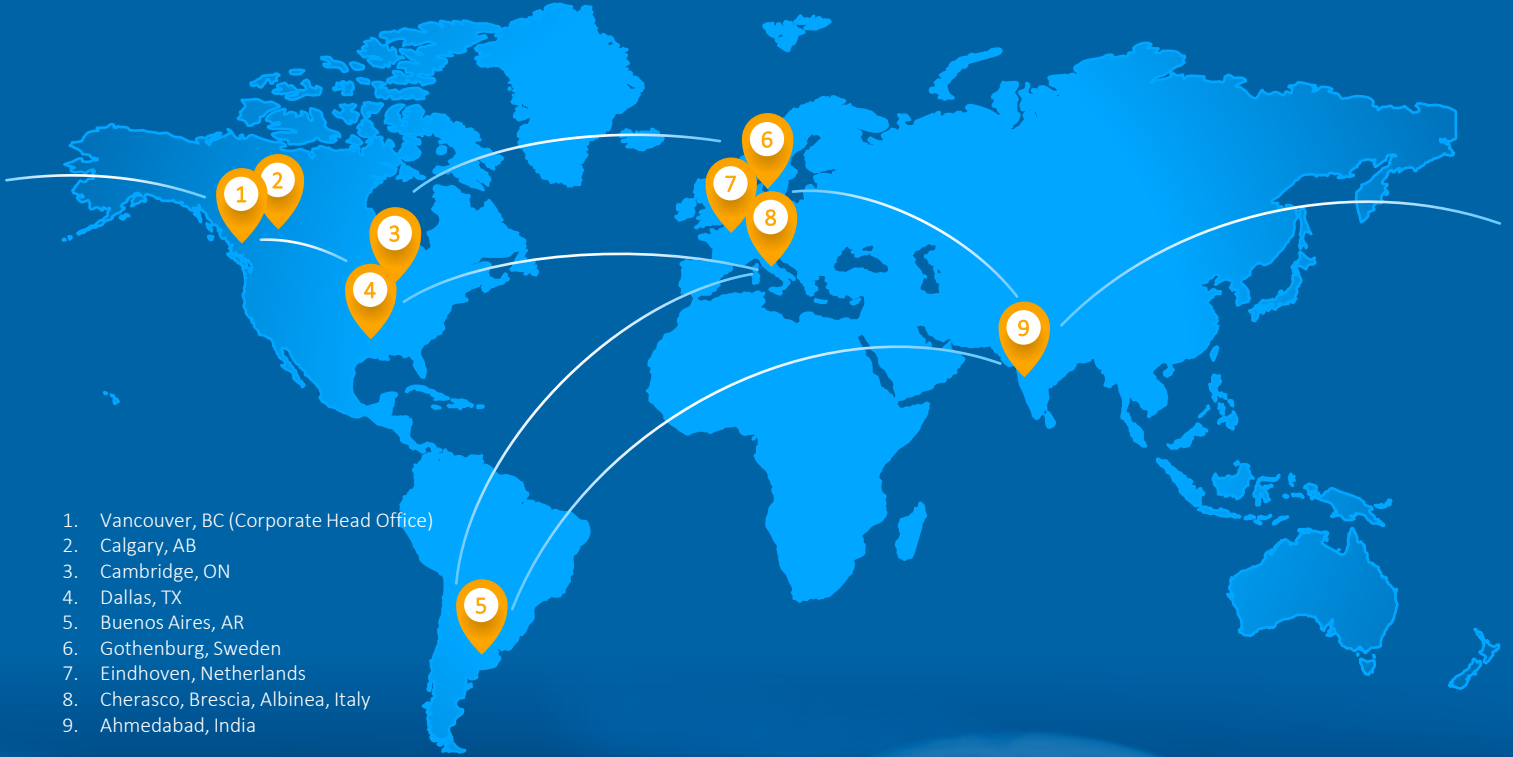 6
2
7
1
8
3
4
9
5
1. Vancouver, BC (Corporate Head Office)
2. Calgary, AB
3. Cambridge, ON
4. Dallas, TX
5. Buenos Aires, AR
6. Gothenburg, Sweden
7. Eindhoven, Netherlands
8. Cherasco, Brescia, Albinea, Italy
9. Ahmedabad, India